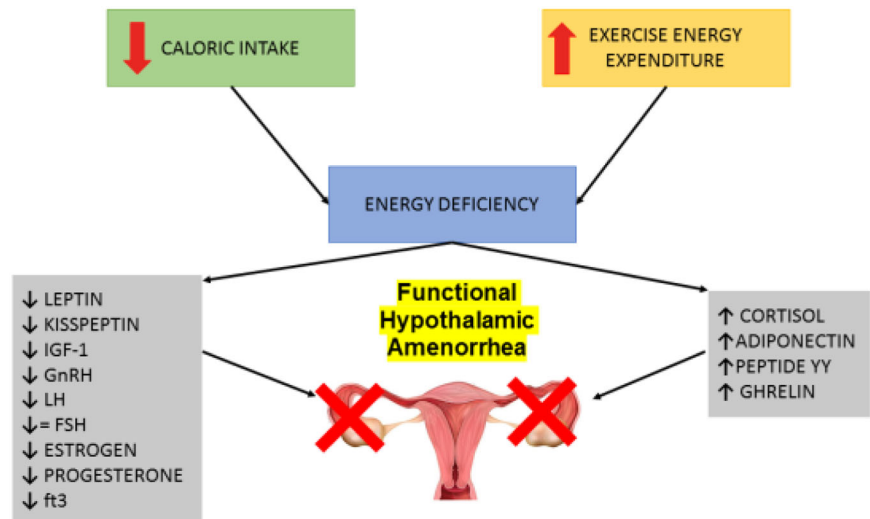 CALORIC INTAKE
EXERCISE ENERGY
EXPENDITURE
ENERGY DEFICIENCY
↓ LEPTIN
↓ KISSPEPTIN
↓ IGF-1
↓ GnRH
↓ LH
↓= FSH
↓ ESTROGEN
↓ PROGESTERONE
↓ ft3
Functional
Hypothalamic
Amenorrhea
↑ CORTISOL
↑ADIPONECTIN
↑PEPTIDE YY
↑ GHRELIN